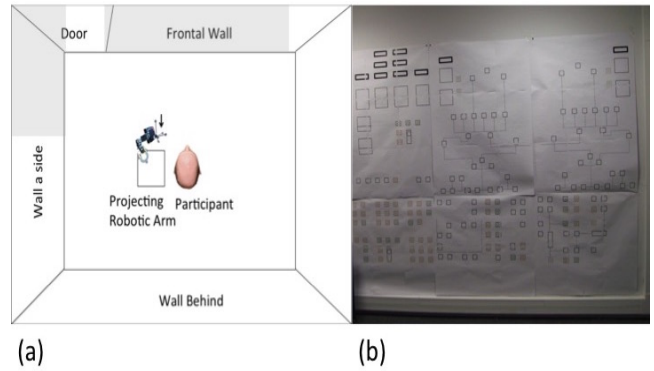 Door
Frontal Wall
Wall a side
Projecting
Robotic Arm
Participant
Wall Behind
(a)
(b)